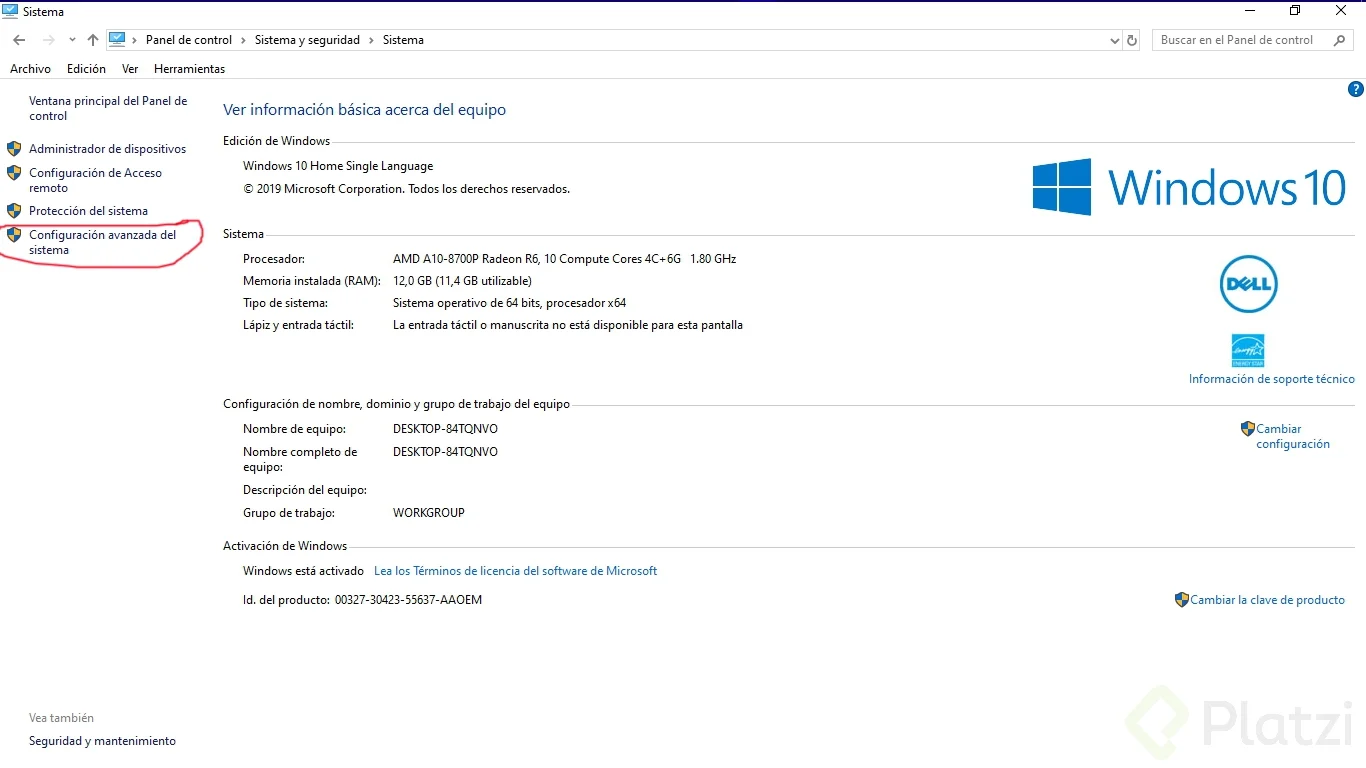 Sistema
Panel de control > Sistema y seguridad > Sistema
Buscar en el Panel de control
Archivo Edición Ver Herramientas
Ventana principal del Panel de
control
Administrador de dispositivos
Configuración de Acceso
remoto
Protección del sistema
Configuración avanzada del
sistema
Ver información básica acerca del equipo
Edición de Windows
Windows 10 Home Single Language
© 2019 Microsoft Corporation. Todos los derechos reservados.
Windows 10
Sistema
Procesador: AMD A10-8700P Radeon R6, 10 Compute Cores 4C+6G 1.80 GHz
Memoria instalada (RAM): 12,0 GB (11,4 GB utilizable)
Tipo de sistema: Sistema operativo de 64 bits, procesador x64
Lápiz y entrada táctil: La entrada táctil o manuscrita no está disponible para esta pantalla
DELL
ENERGY STAR
Información de soporte técnico
Configuración de nombre, dominio y grupo de trabajo del equipo
Nombre de equipo: DESKTOP-84TQNVO
Cambiar
configuración
Nombre completo de
equipo:
DESKTOP-84TQNVO
Descripción del equipo:
Grupo de trabajo: WORKGROUP
Activación de Windows
Windows está activado Lea los Términos de licencia del software de Microsoft
Id. del producto: 00327-30423-55637-AAOEM
Cambiar la clave de producto
Vea también
Seguridad y mantenimiento
Platzi